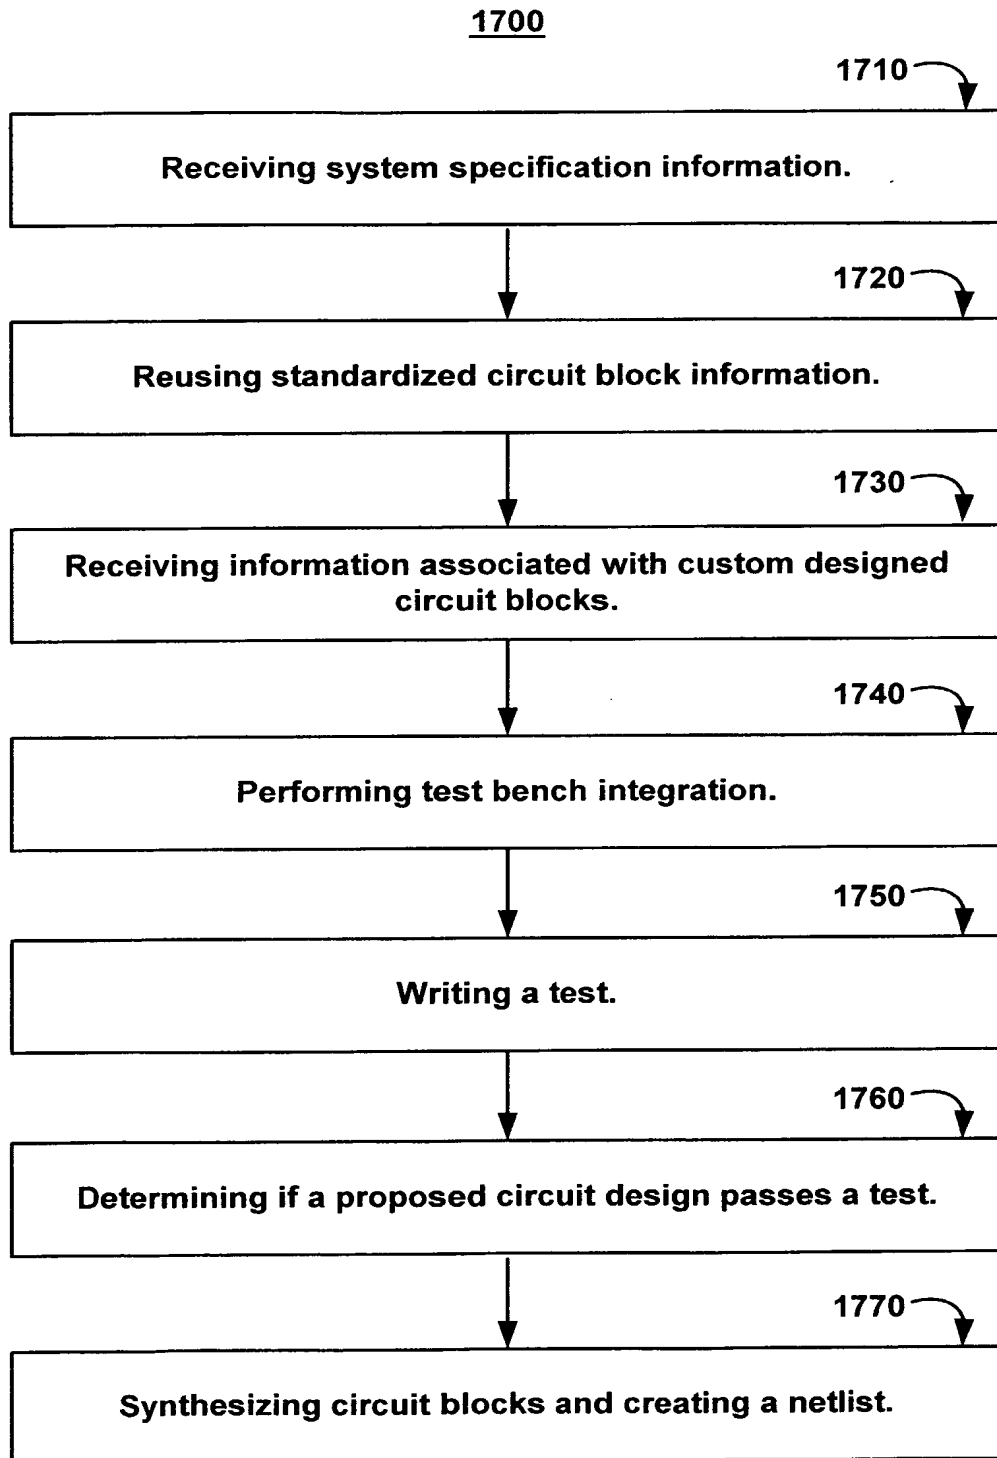 1700
1710
Receiving system specification information.
1720
Reusing standardized circuit block information.
1730
Receiving information associated with custom designed
circuit blocks.
1740
Performing test bench integration.
1750
Writing a test.
1760
Determining if a proposed circuit design passes a test.
1770
Synthesizing circuit blocks and creating a netlist.